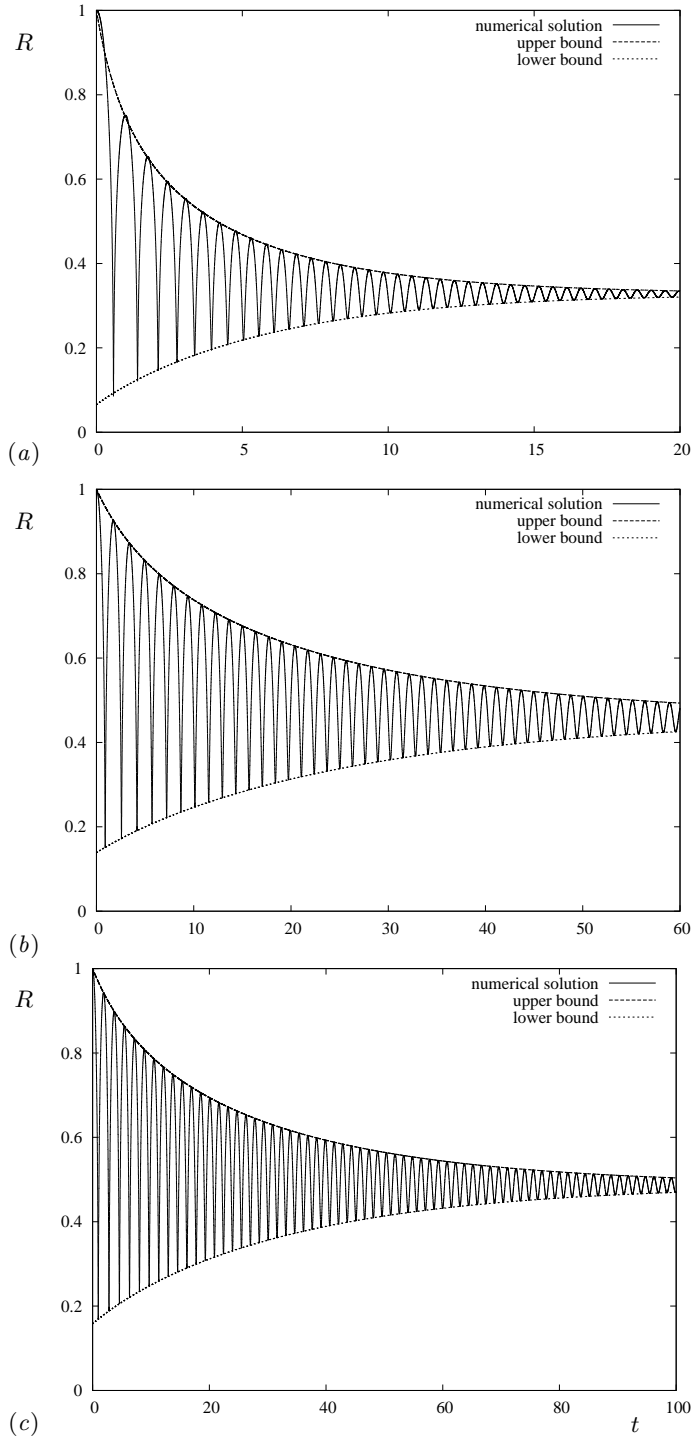 1
R
numerical solution
upper bound
lower bound
0.8
0.6
0.4
0.2
0
0 5 10 15 20
(a)
1
R
numerical solution
upper bound
lower bound
0.8
0.6
0.4
0.2
0
0 10 20 30 40 50 60
(b)
1
R
numerical solution
upper bound
lower bound
0.8
0.6
0.4
0.2
0
0 20 40 60 80 100
(c) t